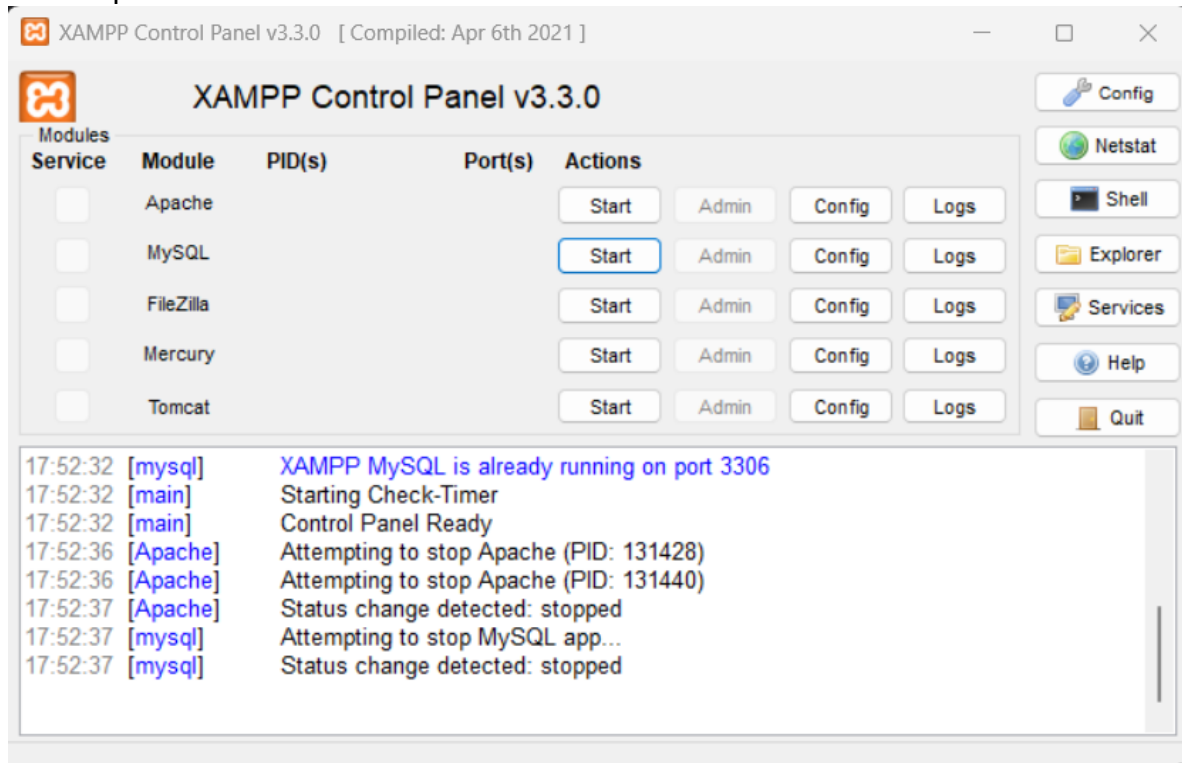 XAMPP Control Panel v3.3.0 [ Compiled: Apr 6th 2021 ]
XAMPP Control Panel v3.3.0
Config
Modules
Service Module PID(s) Port(s) Actions
Netstat
Apache Start Admin Config Logs
Shell
MySQL Start Admin Config Logs
Explorer
FileZilla Start Admin Config Logs
Services
Mercury Start Admin Config Logs
Help
Tomcat Start Admin Config Logs
Quit
17:52:32 [mysql] XAMPP MySQL is already running on port 3306
17:52:32 [main] Starting Check-Timer
17:52:32 [main] Control Panel Ready
17:52:36 [Apache] Attempting to stop Apache (PID: 131428)
17:52:36 [Apache] Attempting to stop Apache (PID: 131440)
17:52:37 [Apache] Status change detected: stopped
17:52:37 [mysql] Attempting to stop MySQL app...
17:52:37 [mysql] Status change detected: stopped